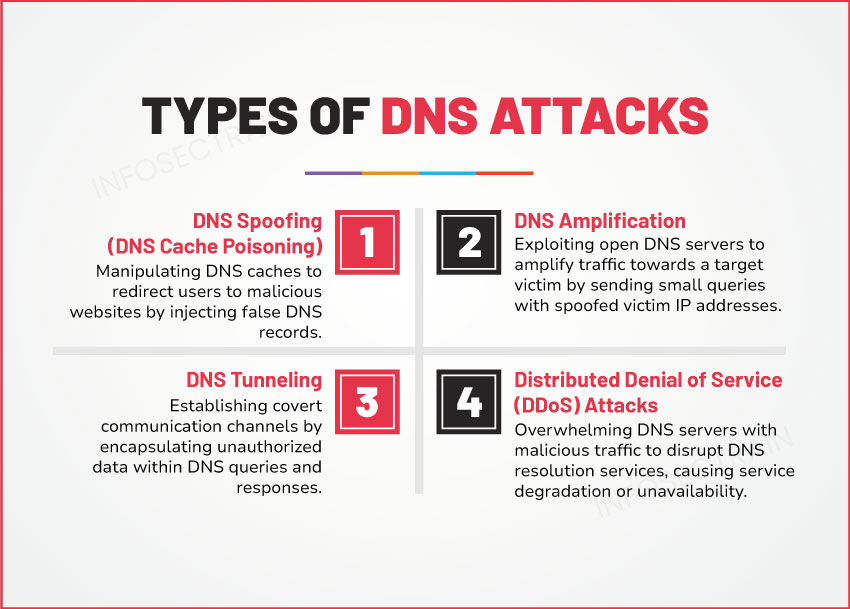 TYPES OF DNS ATTACKS
DNS Spoofing
(DNS Cache Poisoning)
Manipulating DNS caches to
redirect users to malicious
websites by injecting false DNS
records.
1
2
DNS Amplification
Exploiting open DNS servers to
amplify traffic towards a target
victim by sending small queries
with spoofed victim IP addresses.
DNS Tunneling
Establishing covert
communication channels by
encapsulating unauthorized
data within DNS queries and
responses.
3
4
Distributed Denial of Service
(DDoS) Attacks
Overwhelming DNS servers with
malicious traffic to disrupt DNS
resolution services, causing service
degradation or unavailability.